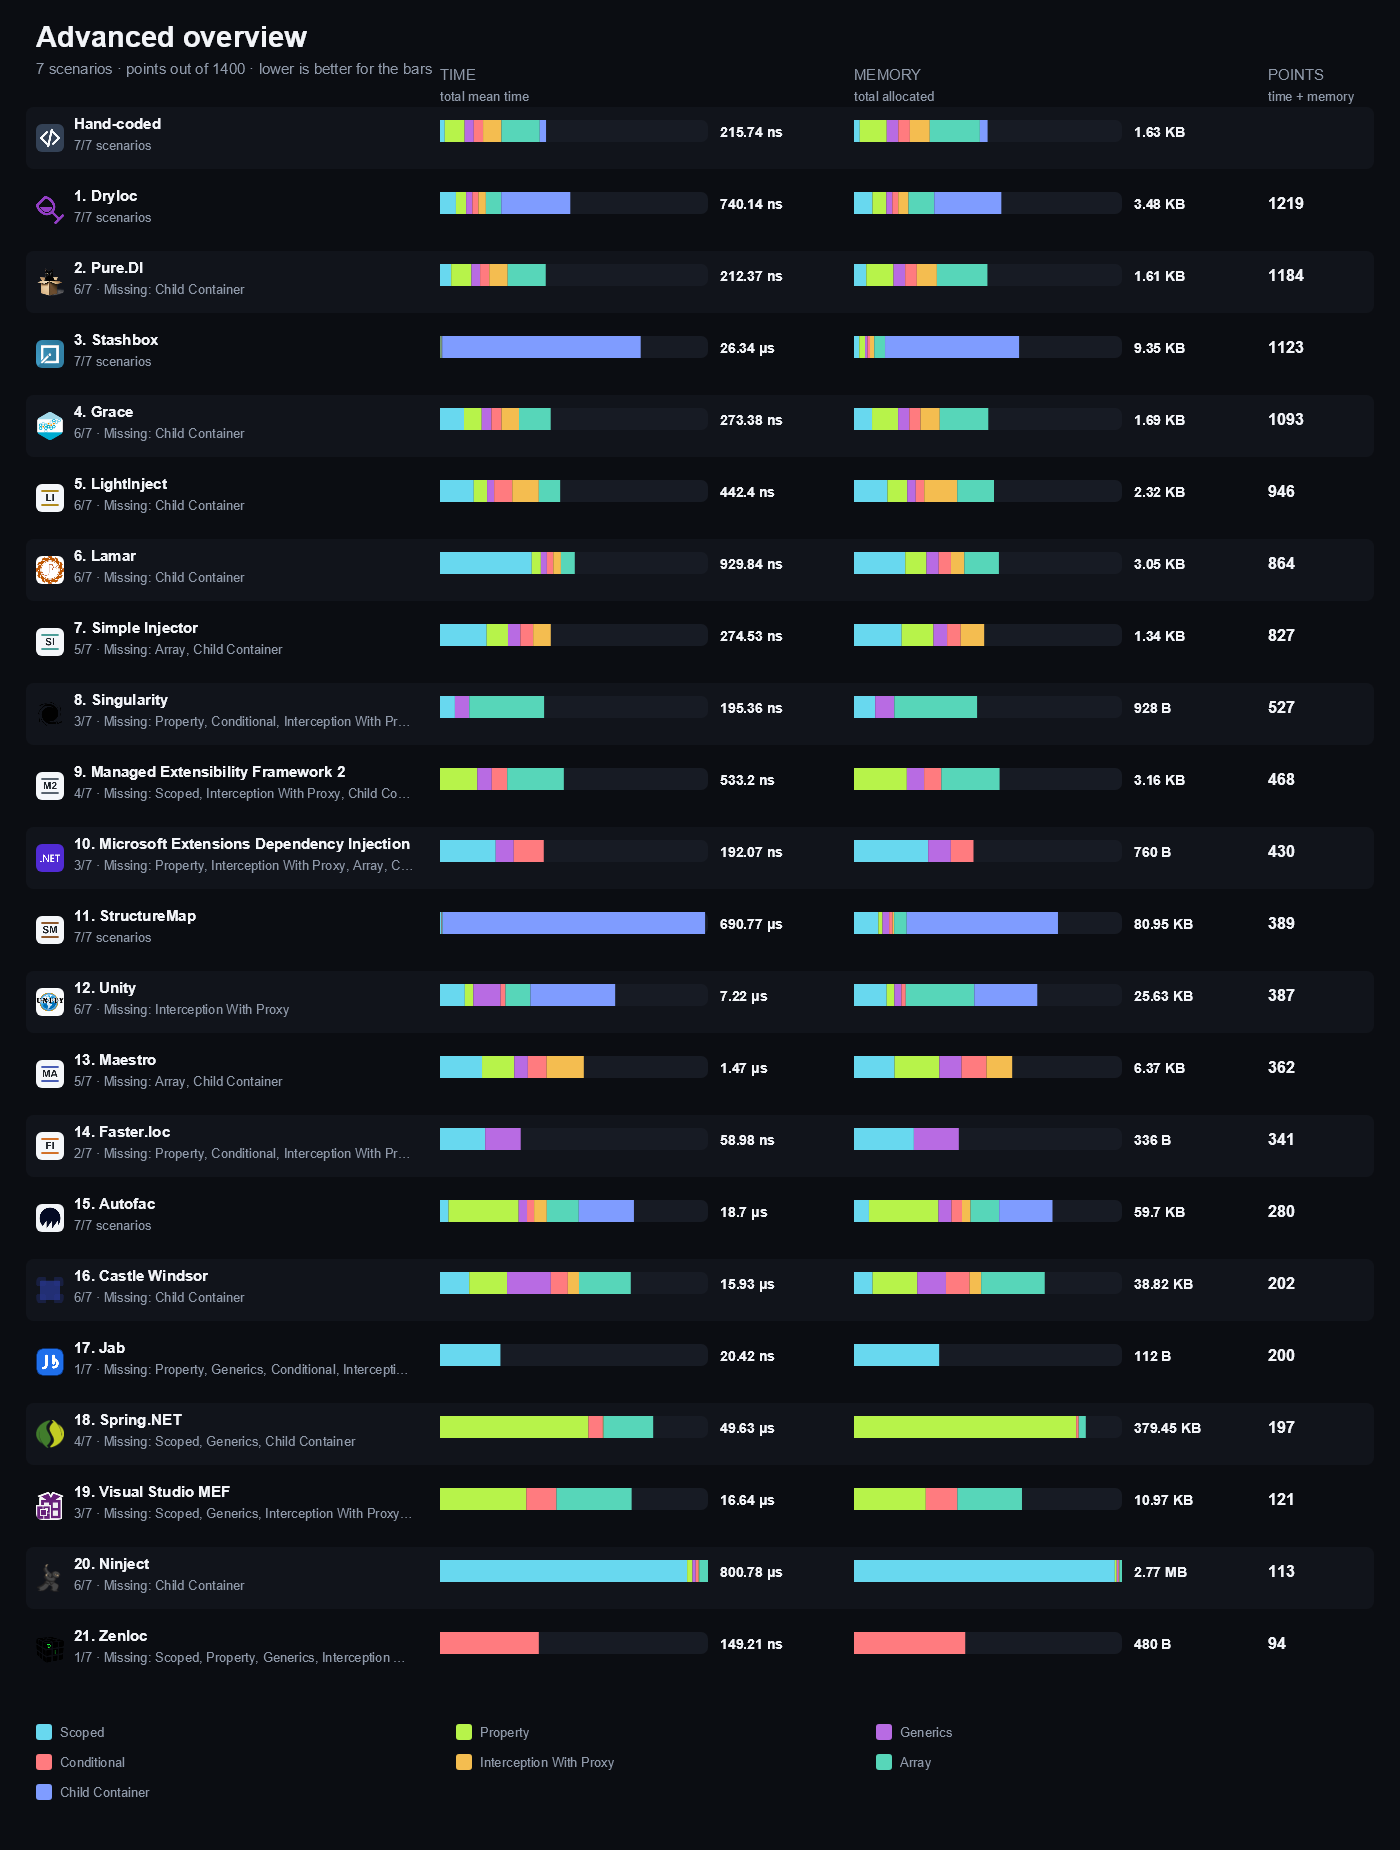 Advanced overview
7 scenarios · points out of 1400 · lower is better for the bars
TIME
total mean time
MEMORY
total allocated
POINTS
time + memory
Hand-coded
7/7 scenarios
215.74 ns
1.63 KB
1. DryIoc
7/7 scenarios
740.14 ns
3.48 KB
1219
2. Pure.DI
6/7 · Missing: Child Container
212.37 ns
1.61 KB
1184
3. Stashbox
7/7 scenarios
26.34 µs
9.35 KB
1123
4. Grace
6/7 · Missing: Child Container
273.38 ns
1.69 KB
1093
LI
5. LightInject
6/7 · Missing: Child Container
442.4 ns
2.32 KB
946
6. Lamar
6/7 · Missing: Child Container
929.84 ns
3.05 KB
864
SI
7. Simple Injector
5/7 · Missing: Array, Child Container
274.53 ns
1.34 KB
827
8. Singularity
3/7 · Missing: Property, Conditional, Interception With Pr...
195.36 ns
928 B
527
M2
9. Managed Extensibility Framework 2
4/7 · Missing: Scoped, Interception With Proxy, Child Co...
533.2 ns
3.16 KB
468
.NET
10. Microsoft Extensions Dependency Injection
3/7 · Missing: Property, Interception With Proxy, Array, C...
192.07 ns
760 B
430
SM
11. StructureMap
7/7 scenarios
690.77 µs
80.95 KB
389
12. Unity
6/7 · Missing: Interception With Proxy
7.22 µs
25.63 KB
387
MA
13. Maestro
5/7 · Missing: Array, Child Container
1.47 µs
6.37 KB
362
FI
14. Faster.Ioc
2/7 · Missing: Property, Conditional, Interception With Pr...
58.98 ns
336 B
341
15. Autofac
7/7 scenarios
18.7 µs
59.7 KB
280
16. Castle Windsor
6/7 · Missing: Child Container
15.93 µs
38.82 KB
202
Jb
17. Jab
1/7 · Missing: Property, Generics, Conditional, Intercepti...
20.42 ns
112 B
200
18. Spring.NET
4/7 · Missing: Scoped, Generics, Child Container
49.63 µs
379.45 KB
197
19. Visual Studio MEF
3/7 · Missing: Scoped, Generics, Interception With Proxy...
16.64 µs
10.97 KB
121
20. Ninject
6/7 · Missing: Child Container
800.78 µs
2.77 MB
113
21. ZenIoc
1/7 · Missing: Scoped, Property, Generics, Interception ...
149.21 ns
480 B
94
Scoped
Property
Generics
Conditional
Interception With Proxy
Array
Child Container